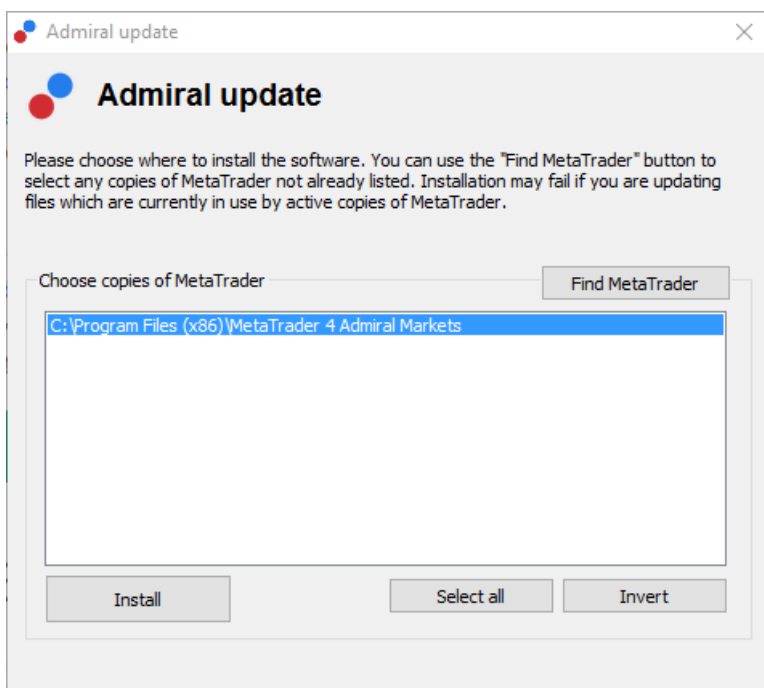 Admiral update
Admiral update
Please choose where to install the software. You can use the "Find MetaTrader" button to
select any copies of MetaTrader not already listed. Installation may fail if you are updating
files which are currently in use by active copies of MetaTrader.
Choose copies of MetaTrader
Find MetaTrader
C:\Program Files (x86)\MetaTrader 4 Admiral Markets
Install
Select all
Invert